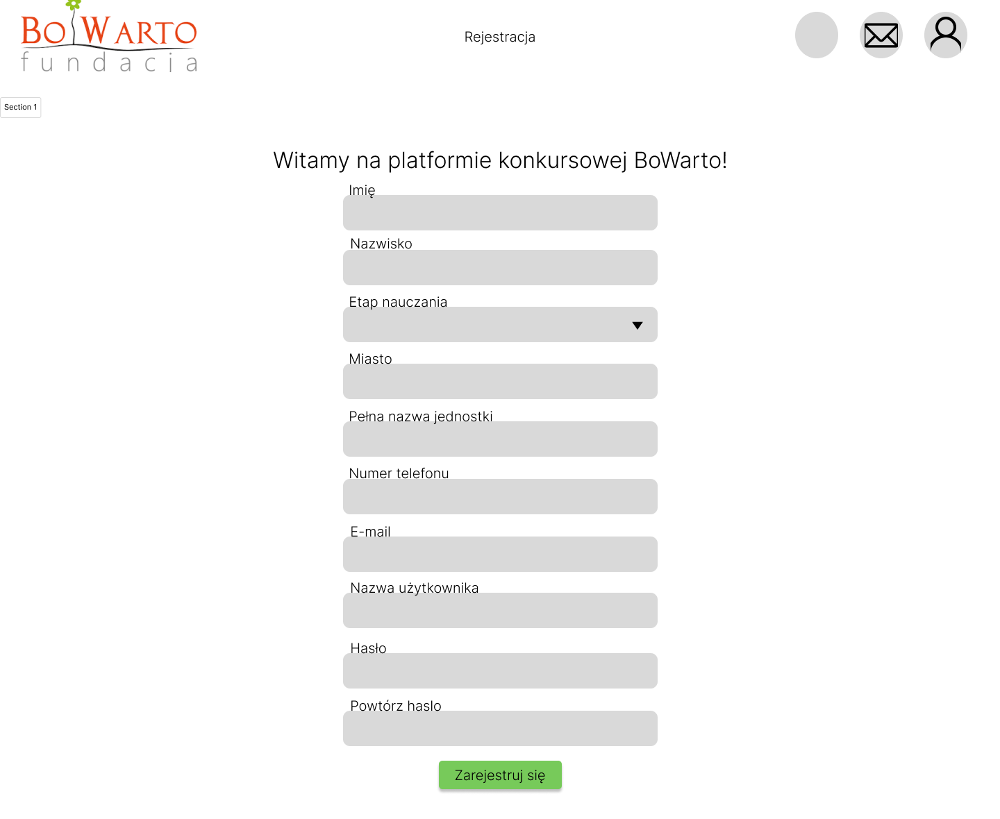 BoWarto
fundacja
Rejestracja
Section 1
Witamy na platformie konkursowej BoWarto!
Imię
Nazwisko
Etap nauczania
Miasto
Pełna nazwa jednostki
Numer telefonu
E-mail
Nazwa użytkownika
Hasło
Powtórz haslo
Zarejestruj się